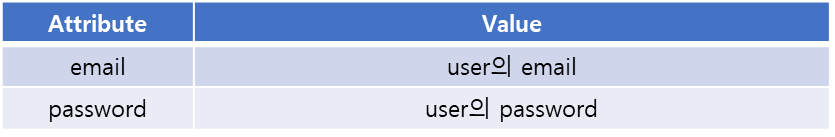 Attribute Value
email user의 email
password user의 password